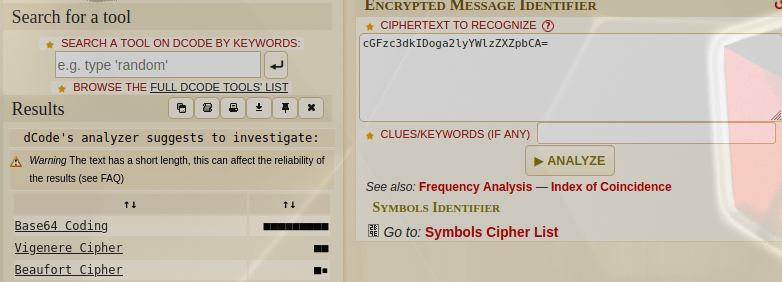 Search for a tool
★ SEARCH A TOOL ON DCODE BY KEYWORDS:
e.g. type 'random'
★ BROWSE THE FULL DCODE TOOLS' LIST
Results
dCode's analyzer suggests to investigate:
Warning The text has a short length, this can affect the reliability of
the results (see FAQ)
↑↓ ↑↓
Base64 Coding ■■■■■■■■■
Vigenere Cipher ■■
Beaufort Cipher ■▪
ENCRYPTED MESSAGE IDENTIFIER
★ CIPHERTEXT TO RECOGNIZE ?
cGFzc3dkIDoga2lyYWlzZXZpbCA=
★ CLUES/KEYWORDS (IF ANY)
▶ ANALYZE
See also: Frequency Analysis — Index of Coincidence
SYMBOLS IDENTIFIER
Go to: Symbols Cipher List